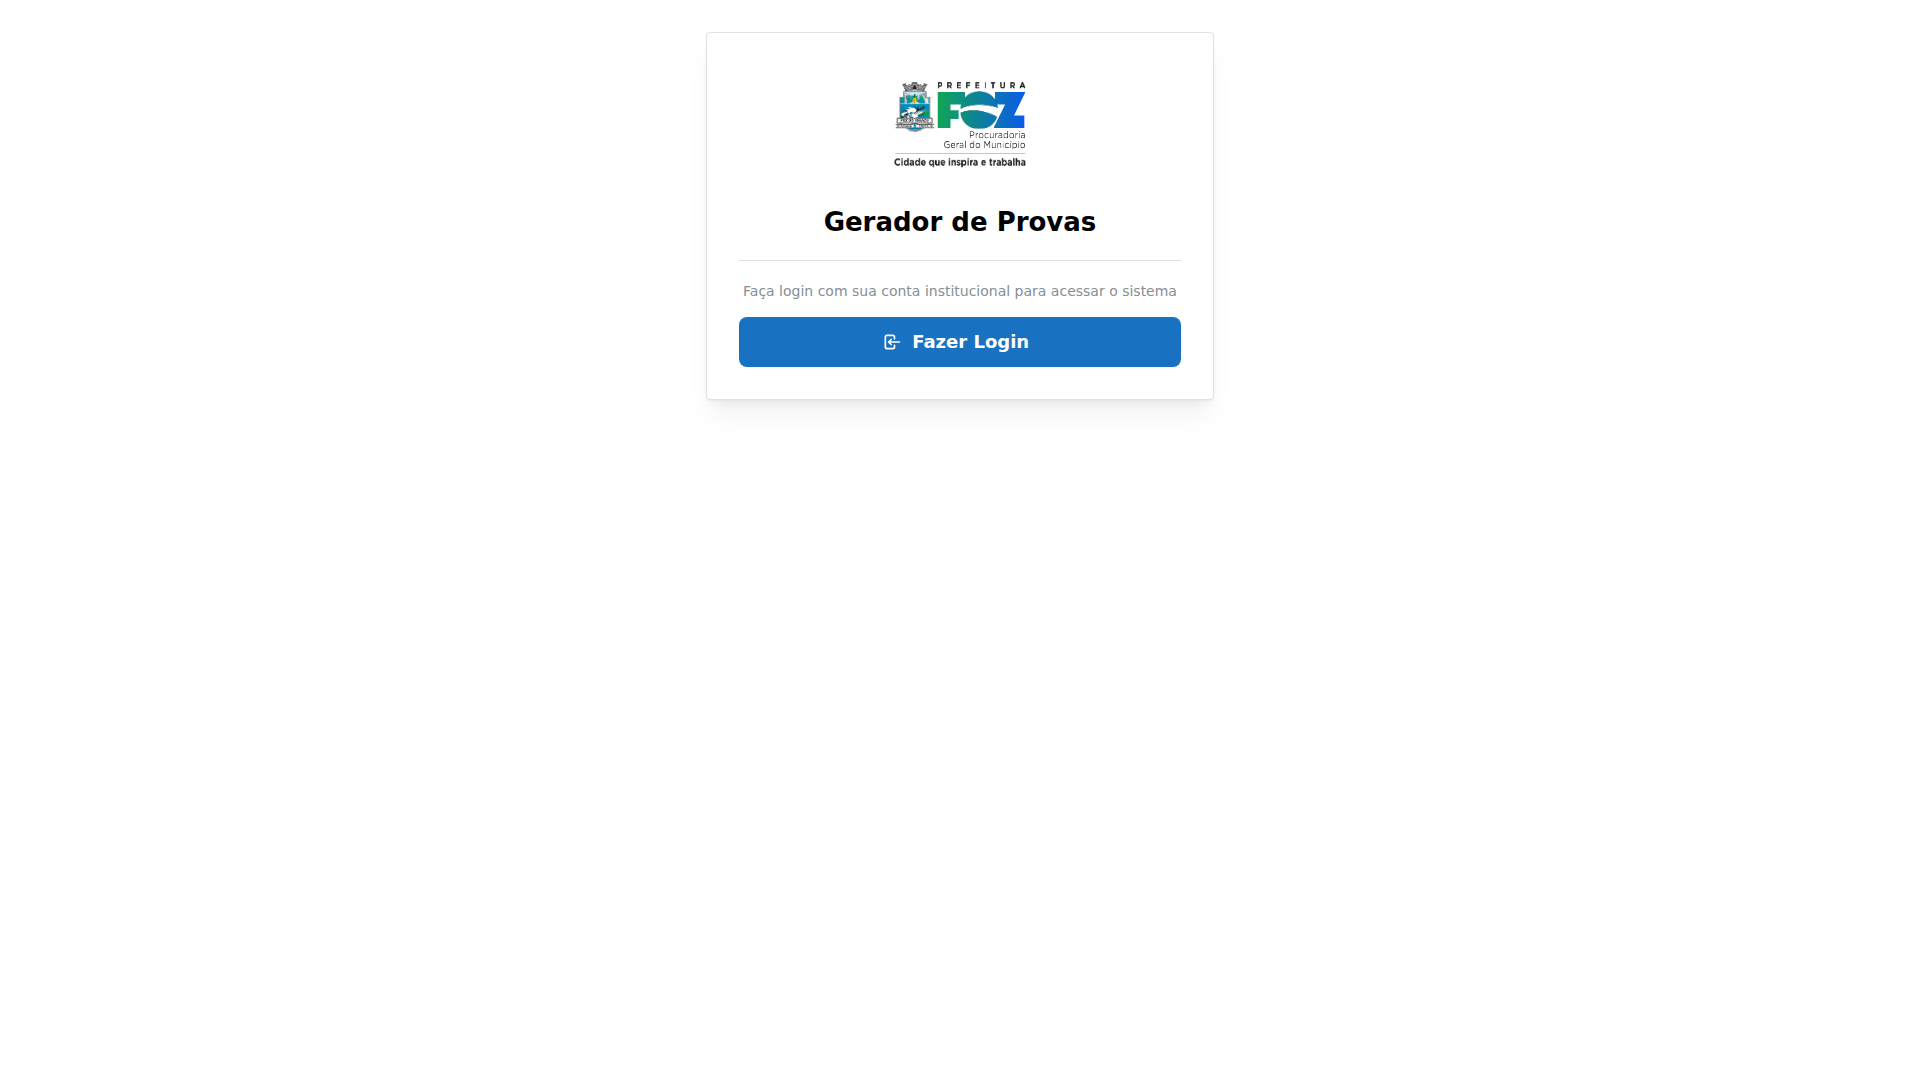 PREFEITURA
FOZ
Procuradoria
Geral do Município
Cidade que inspira e trabalha
Gerador de Provas
Faça login com sua conta institucional para acessar o sistema
Fazer Login